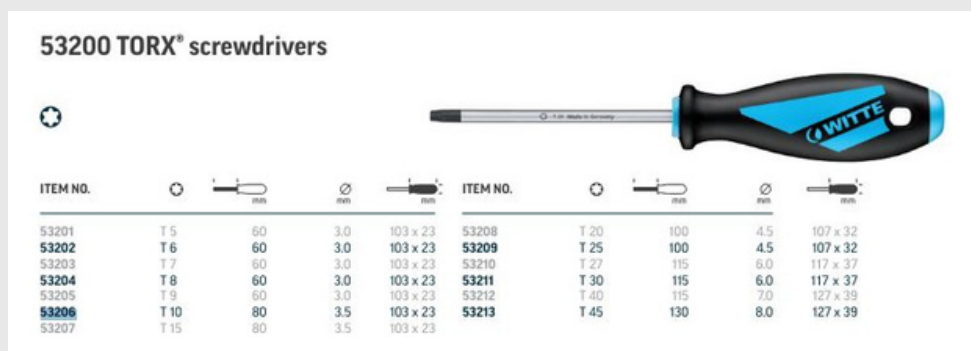 53200 TORX® screwdrivers
WITTE
Made in Germany
ITEM NO. mm mm mm
53201 T 5 60 3.0 103 x 23
53202 T 6 60 3.0 103 x 23
53203 T 7 60 3.0 103 x 23
53204 T 8 60 3.0 103 x 23
53205 T 9 60 3.0 103 x 23
53206 T 10 80 3.5 103 x 23
53207 T 15 80 3.5 103 x 23
ITEM NO. mm mm mm
53208 T 20 100 4.5 107 x 32
53209 T 25 100 4.5 107 x 32
53210 T 27 115 6.0 117 x 37
53211 T 30 115 6.0 117 x 37
53212 T 40 115 7.0 127 x 39
53213 T 45 130 8.0 127 x 39